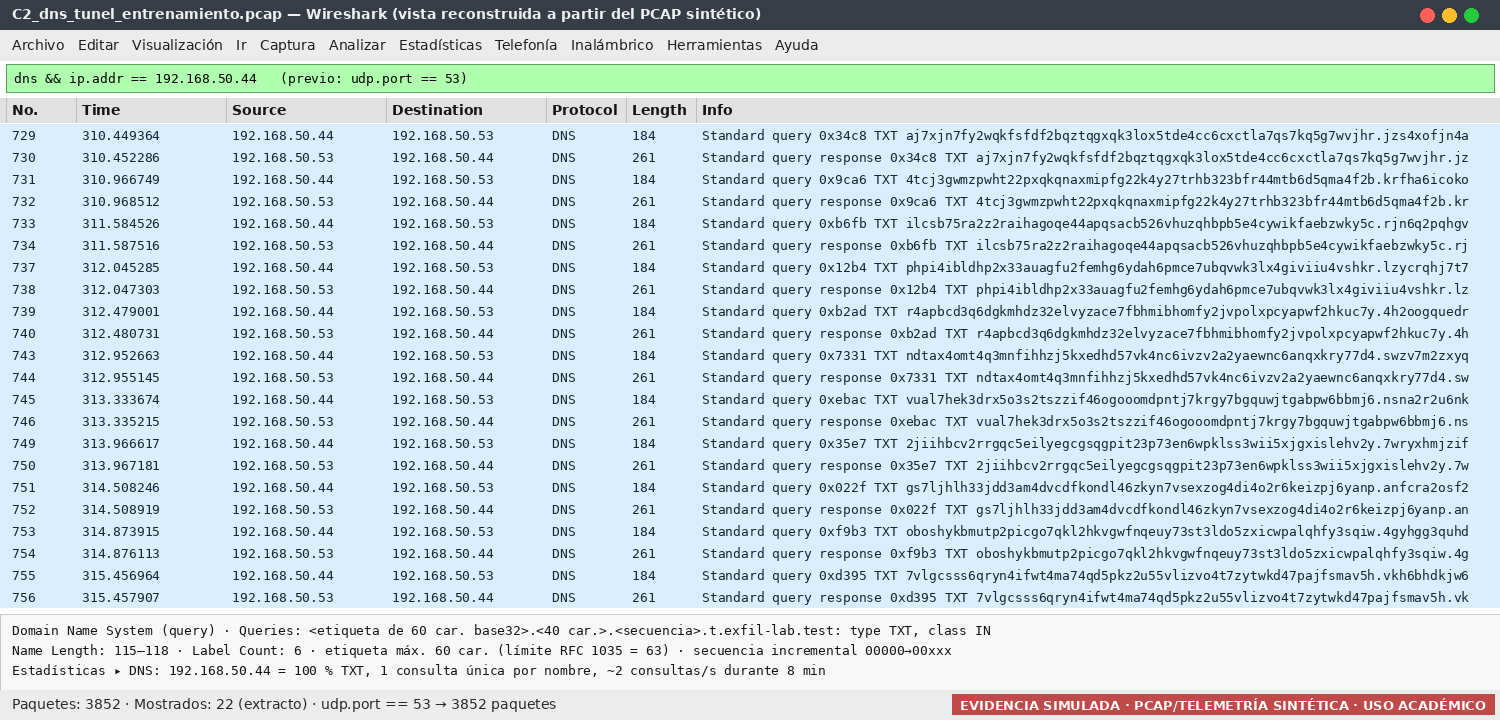 C2_dns_tunel_entrenamiento.pcap — Wireshark (vista reconstruida a partir del PCAP sintético)
Archivo Editar Visualización Ir Captura Analizar Estadísticas Telefonía Inalámbrico Herramientas Ayuda
dns && ip.addr == 192.168.50.44 (previo: udp.port == 53)
No. Time Source Destination Protocol Length Info
729 310.449364 192.168.50.44 192.168.50.53 DNS 184 Standard query 0x34c8 TXT aj7xjn7fy2wqkfsfdf2bqztqgxqk3lox5tde4cc6cxctla7qs7kq5g7wvjhr.jzs4xofjn4a
730 310.452286 192.168.50.53 192.168.50.44 DNS 261 Standard query response 0x34c8 TXT aj7xjn7fy2wqkfsfdf2bqztqgxqk3lox5tde4cc6cxctla7qs7kq5g7wvjhr.jz
731 310.966749 192.168.50.44 192.168.50.53 DNS 184 Standard query 0x9ca6 TXT 4tcj3gwmzpwht22pxqkqnaxmipfg22k4y27trhb323bfr44mtb6d5qma4f2b.krfha6icoko
732 310.968512 192.168.50.53 192.168.50.44 DNS 261 Standard query response 0x9ca6 TXT 4tcj3gwmzpwht22pxqkqnaxmipfg22k4y27trhb323bfr44mtb6d5qma4f2b.kr
733 311.584526 192.168.50.44 192.168.50.53 DNS 184 Standard query 0xb6fb TXT ilcsb75ra2z2raihagoqe44apqsacb526vhuzqhbpb5e4cywikfaebzwky5c.rjn6q2pqhgv
734 311.587516 192.168.50.53 192.168.50.44 DNS 261 Standard query response 0xb6fb TXT ilcsb75ra2z2raihagoqe44apqsacb526vhuzqhbpb5e4cywikfaebzwky5c.rj
737 312.045285 192.168.50.44 192.168.50.53 DNS 184 Standard query 0x12b4 TXT phpi4ibldhp2x33auagfu2femhg6ydah6pmce7ubqvwk3lx4giviiu4vshkr.lzycrqhj7t7
738 312.047303 192.168.50.53 192.168.50.44 DNS 261 Standard query response 0x12b4 TXT phpi4ibldhp2x33auagfu2femhg6ydah6pmce7ubqvwk3lx4giviiu4vshkr.lz
739 312.479001 192.168.50.44 192.168.50.53 DNS 184 Standard query 0xb2ad TXT r4apbcd3q6dgkmhdz32elvyzace7fbhmibhomfy2jvpolxpcyapwf2hkuc7y.4h2oogquedr
740 312.480731 192.168.50.53 192.168.50.44 DNS 261 Standard query response 0xb2ad TXT r4apbcd3q6dgkmhdz32elvyzace7fbhmibhomfy2jvpolxpcyapwf2hkuc7y.4h
743 312.952663 192.168.50.44 192.168.50.53 DNS 184 Standard query 0x7331 TXT ndtax4omt4q3mnfihhzj5kxedhd57vk4nc6ivzv2a2yaewnc6anqxkry77d4.swzv7m2zxyq
744 312.955145 192.168.50.53 192.168.50.44 DNS 261 Standard query response 0x7331 TXT ndtax4omt4q3mnfihhzj5kxedhd57vk4nc6ivzv2a2yaewnc6anqxkry77d4.sw
745 313.333674 192.168.50.44 192.168.50.53 DNS 184 Standard query 0xebac TXT vual7hek3drx5o3s2tszzif46ogooomdpntj7krgy7bgquwjtgabpw6bbmj6.nsna2r2u6nk
746 313.335215 192.168.50.53 192.168.50.44 DNS 261 Standard query response 0xebac TXT vual7hek3drx5o3s2tszzif46ogooomdpntj7krgy7bgquwjtgabpw6bbmj6.ns
749 313.966617 192.168.50.44 192.168.50.53 DNS 184 Standard query 0x35e7 TXT 2jiihbcv2rrgqc5eilyegcgsqgpit23p73en6wpklss3wii5xjgxislehv2y.7wryxhmjzif
750 313.967181 192.168.50.53 192.168.50.44 DNS 261 Standard query response 0x35e7 TXT 2jiihbcv2rrgqc5eilyegcgsqgpit23p73en6wpklss3wii5xjgxislehv2y.7w
751 314.508246 192.168.50.44 192.168.50.53 DNS 184 Standard query 0x022f TXT gs7ljhlh33jdd3am4dvcdfkondl46zkyn7vsexzog4di4o2r6keizpj6yanp.anfcra2osf2
752 314.508919 192.168.50.53 192.168.50.44 DNS 261 Standard query response 0x022f TXT gs7ljhlh33jdd3am4dvcdfkondl46zkyn7vsexzog4di4o2r6keizpj6yanp.an
753 314.873915 192.168.50.44 192.168.50.53 DNS 184 Standard query 0xf9b3 TXT oboshykbmutp2picgo7qkl2hkvgwfnqeuy73st3ldo5zxicwpalqhfy3sqiw.4gyhgg3quhd
754 314.876113 192.168.50.53 192.168.50.44 DNS 261 Standard query response 0xf9b3 TXT oboshykbmutp2picgo7qkl2hkvgwfnqeuy73st3ldo5zxicwpalqhfy3sqiw.4g
755 315.456964 192.168.50.44 192.168.50.53 DNS 184 Standard query 0xd395 TXT 7vlgcsss6qryn4ifwt4ma74qd5pkz2u55vlizvo4t7zytwkd47pajfsmav5h.vkh6bhdkjw6
756 315.457907 192.168.50.53 192.168.50.44 DNS 261 Standard query response 0xd395 TXT 7vlgcsss6qryn4ifwt4ma74qd5pkz2u55vlizvo4t7zytwkd47pajfsmav5h.vk
Domain Name System (query) · Queries: <etiqueta de 60 car. base32>.<40 car.>.<secuencia>.t.exfil-lab.test: type TXT, class IN
Name Length: 115–118 · Label Count: 6 · etiqueta máx. 60 car. (límite RFC 1035 = 63) · secuencia incremental 00000→00xxx
Estadísticas ▸ DNS: 192.168.50.44 = 100 % TXT, 1 consulta única por nombre, ~2 consultas/s durante 8 min
Paquetes: 3852 · Mostrados: 22 (extracto) · udp.port == 53 → 3852 paquetes
EVIDENCIA SIMULADA · PCAP/TELEMETRÍA SINTÉTICA · USO ACADÉMICO